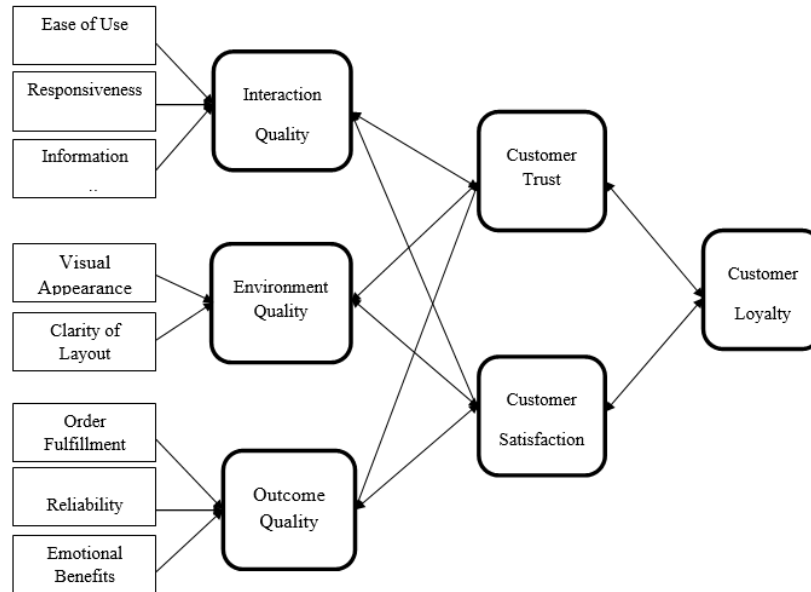 Ease of Use
Responsiveness
Information
..
Interaction
Quality
Visual
Appearance
Clarity of
Layout
Environment
Quality
Order
Fulfillment
Reliability
Emotional
Benefits
Outcome
Quality
Customer
Trust
Customer
Satisfaction
Customer
Loyalty